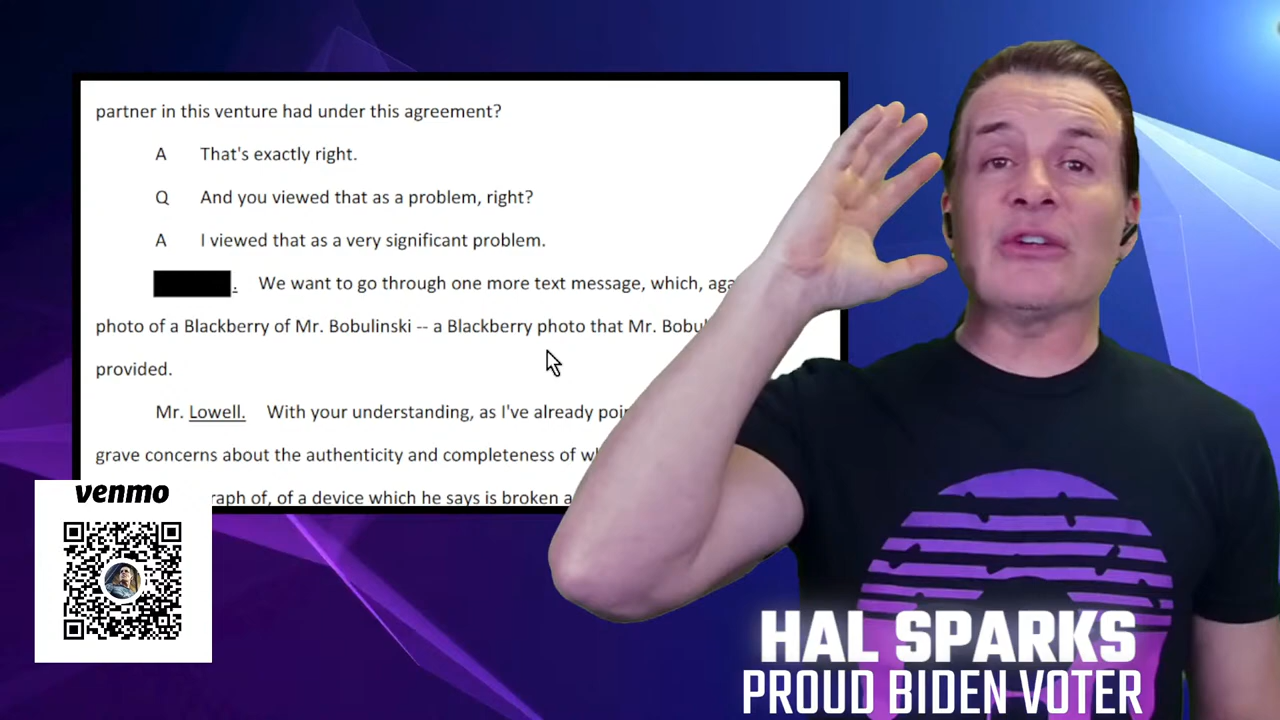 partner in this venture had under this agreement?
A That's exactly right.
Q And you viewed that as a problem, right?
A I viewed that as a very significant problem.
. We want to go through one more text message, which,
photo of a Blackberry of Mr. Bobulinski -- a Blackberry photo that Mr.
provided.
Mr. Lowell. With your understanding, as I've already
grave concerns about the authenticity and completeness of
of, of a device which he says is broken
venmo
HAL SPARKS
PROUD BIDEN VOTER